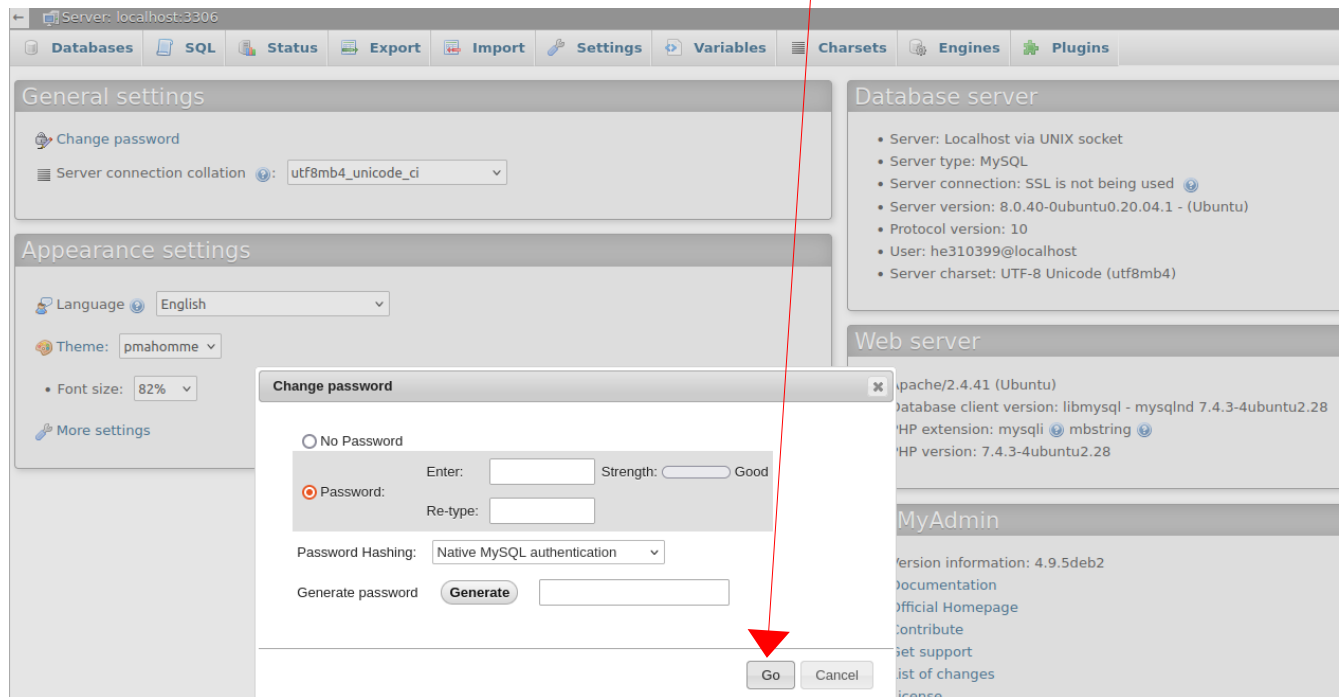 Server: localhost:3306
Databases SQL Status Export Import Settings Variables Charsets Engines Plugins
General settings
Change password
Server connection collation : utf8mb4_unicode_ci
Appearance settings
Language English
Theme: pmahomme
• Font size: 82%
More settings
Database server
• Server: Localhost via UNIX socket
• Server type: MySQL
• Server connection: SSL is not being used
• Server version: 8.0.40-0ubuntu0.20.04.1 - (Ubuntu)
• Protocol version: 10
• User: he310399@localhost
• Server charset: UTF-8 Unicode (utf8mb4)
Web server
Apache/2.4.41 (Ubuntu)
Database client version: libmysql - mysqlnd 7.4.3-4ubuntu2.28
PHP extension: mysqli mbstring
PHP version: 7.4.3-4ubuntu2.28
MyAdmin
Version information: 4.9.5deb2
Documentation
Official Homepage
Contribute
Get support
List of changes
License
Change password
No Password
Password:
Enter: Strength: Good
Re-type:
Password Hashing: Native MySQL authentication
Generate password Generate
Go Cancel